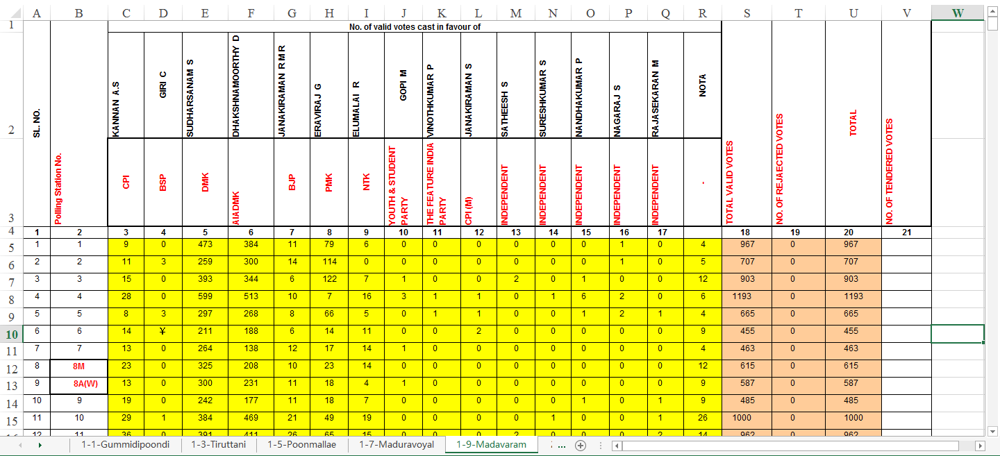 A B C D E F G H I J K L M N O P Q R S T U V W
1 No. of valid votes cast in favour of
2 SL. NO. Polling Station No. KANNAN A.S GIRI C SUDHARSANAM S DHAKSHNAMOORTHY D JANAKIRAMAN R M R ERAVIRAJ G ELUMALAI R GOPI M VINOTHKUMAR P JANAKIRAMAN S SATHEESH S SURESHKUMAR S NANDHAKUMAR P NAGARAJ S RAJASEKARAN M NOTA TOTAL VALID VOTES NO. OF REJAECTED VOTES TOTAL NO. OF TENDERED VOTES
3 CPI BSP DMK AIADMK BJP PMK NTK YOUTH & STUDENT PARTY THE FEATURE INDIA PARTY CPI (M) INDEPENDENT INDEPENDENT INDEPENDENT INDEPENDENT INDEPENDENT -
4 1 2 3 4 5 6 7 8 9 10 11 12 13 14 15 16 17 18 19 20 21
5 1 1 9 0 473 384 11 79 6 0 0 0 0 0 0 1 0 4 967 0 967
6 2 2 11 3 259 300 14 114 0 0 0 0 0 0 0 1 0 5 707 0 707
7 3 3 15 0 393 344 6 122 7 1 0 0 2 0 1 0 0 12 903 0 903
8 4 4 28 0 599 513 10 7 16 3 1 1 0 1 6 2 0 6 1193 0 1193
9 5 5 8 3 297 268 8 66 5 0 1 1 0 0 1 2 1 4 665 0 665
10 6 6 14 ¥ 211 188 6 14 11 0 0 2 0 0 0 0 0 9 455 0 455
11 7 7 13 0 264 138 12 17 14 1 0 0 0 0 0 0 0 4 463 0 463
12 8 8M 23 0 325 208 10 23 14 0 0 0 0 0 0 0 0 12 615 0 615
13 9 8A(W) 13 0 300 231 11 18 4 1 0 0 0 0 0 0 0 9 587 0 587
14 10 9 19 0 242 177 11 18 7 0 0 0 0 0 1 0 1 9 485 0 485
15 11 10 29 1 384 469 21 49 19 0 0 0 0 1 0 0 1 26 1000 0 1000
12 11 36 0 391 411 26 65 15 0 0 0 2 0 0 0 2 14 962 0 962
1-1-Gummidipoondi 1-3-Tiruttani 1-5-Poonmallae 1-7-Maduravoyal 1-9-Madavaram ...